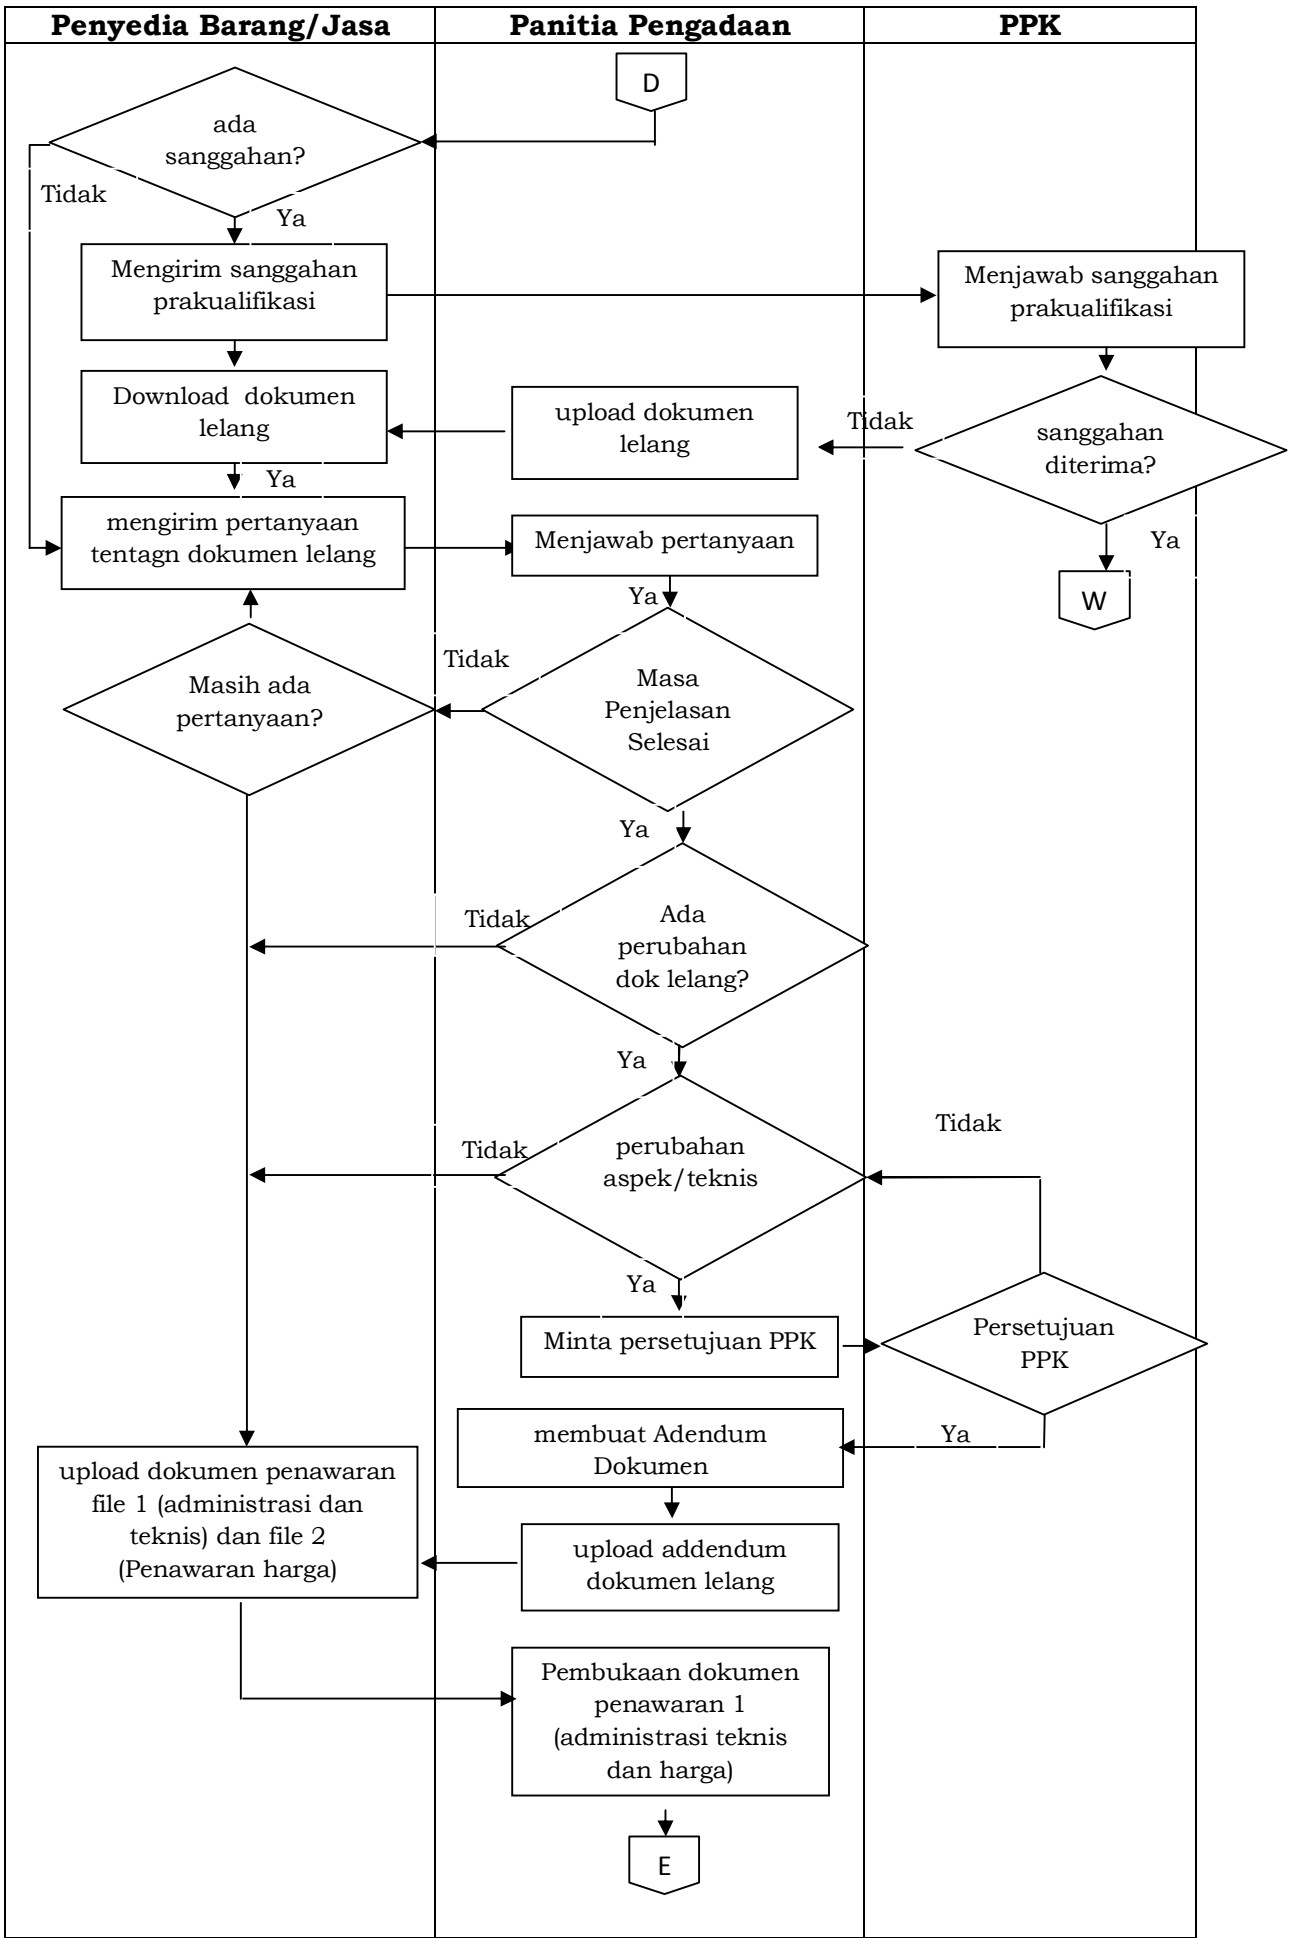 Penyedia Barang/Jasa
Panitia Pengadaan
PPK
D
ada
sanggahan?
Tidak
Ya
Mengirim sanggahan
prakualifikasi
Menjawab sanggahan
prakualifikasi
Download dokumen
lelang
upload dokumen
lelang
Tidak
sanggahan
diterima?
Ya
mengirim pertanyaan
tentagn dokumen lelang
Menjawab pertanyaan
Ya
W
Ya
Tidak
Masih ada
pertanyaan?
Masa
Penjelasan
Selesai
Ya
Tidak
Ada
perubahan
dok lelang?
Ya
Tidak
perubahan
aspek/teknis
Tidak
Ya
Minta persetujuan PPK
Persetujuan
PPK
membuat Adendum
Dokumen
Ya
upload dokumen penawaran
file 1 (administrasi dan
teknis) dan file 2
(Penawaran harga)
upload addendum
dokumen lelang
Pembukaan dokumen
penawaran 1
(administrasi teknis
dan harga)
E